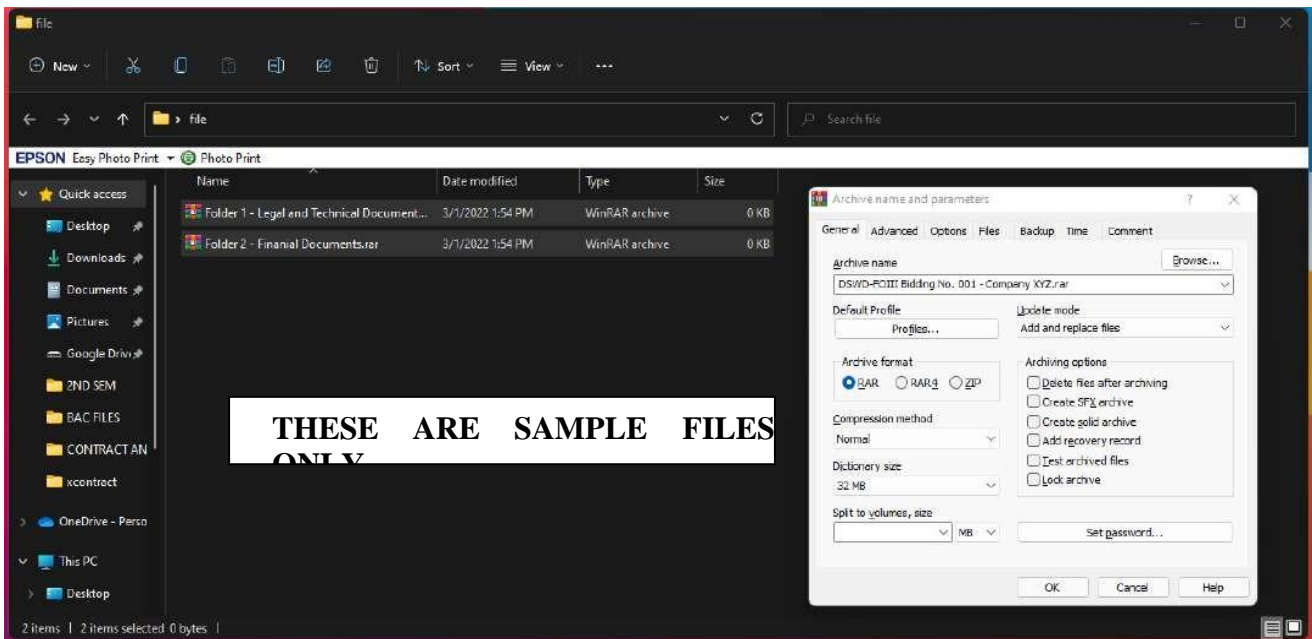 file
New
Sort
View
file
Search file
EPSON Easy Photo Print
Photo Print
Name Date modified Type Size
Quick access
Desktop
Downloads
Documents
Pictures
Google Driv
2ND SEM
BAC FILES
CONTRACT AN
xcontract
OneDrive - Perso
This PC
Desktop
Folder 1 - Legal and Technical Document... 3/1/2022 1:54 PM WinRAR archive 0 KB
Folder 2 - Finanial Documents.rar 3/1/2022 1:54 PM WinRAR archive 0 KB
THESE ARE SAMPLE FILES
ONLY
Archive name and parameters ?
General Advanced Options Files Backup Time Comment
Archive name
Browse...
DSWD-FOIII Bidding No. 001 - Company XYZ.rar
Default Profile
Profiles...
Update mode
Add and replace files
Archive format
RAR RAR4 ZIP
Compression method
Normal
Dictionary size
32 MB
Split to volumes, size
MB
Archiving options
Delete files after archiving
Create SFX archive
Create solid archive
Add recovery record
Test archived files
Lock archive
Set password...
OK Cancel Help
2 items 2 items selected 0 bytes